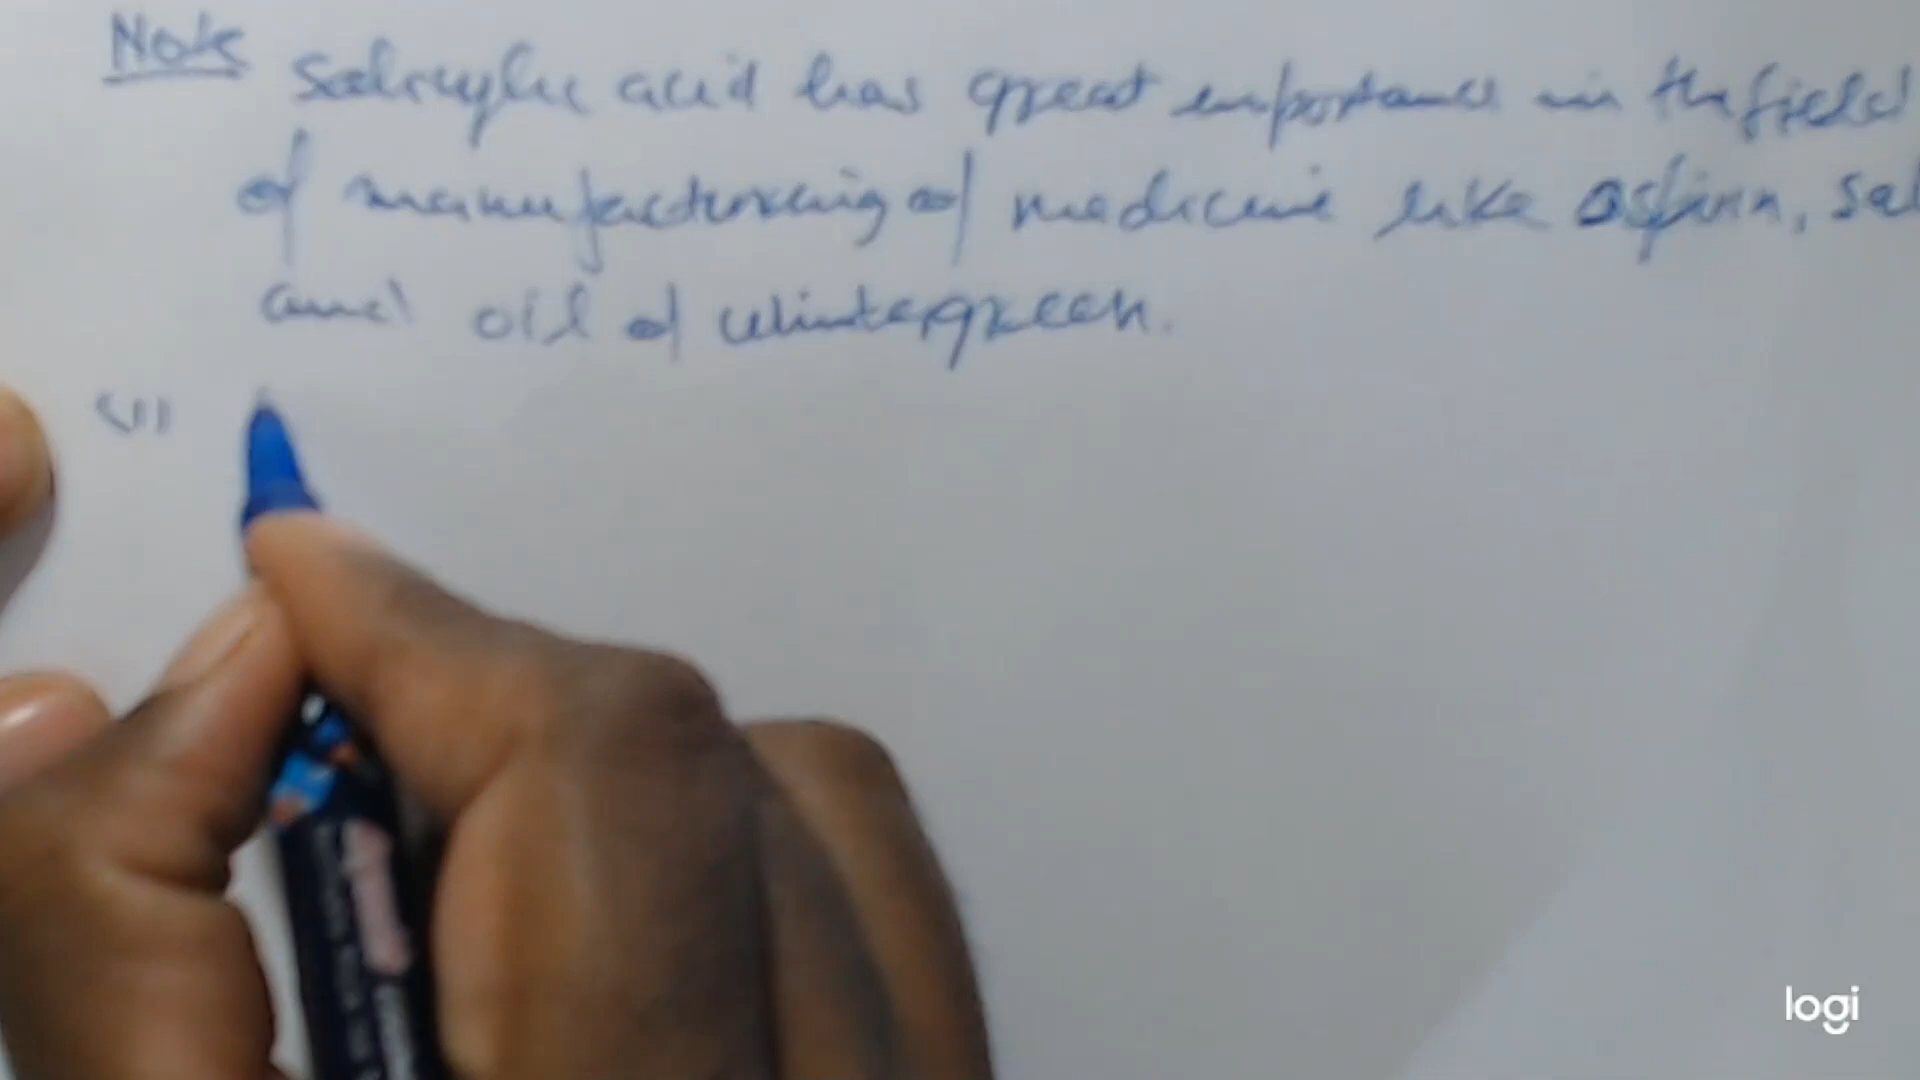 Note Salicylic acid has great importance in the field
of manufacturing of medicine like aspirin, Sal
and oil of wintergreen.
(i)
logi